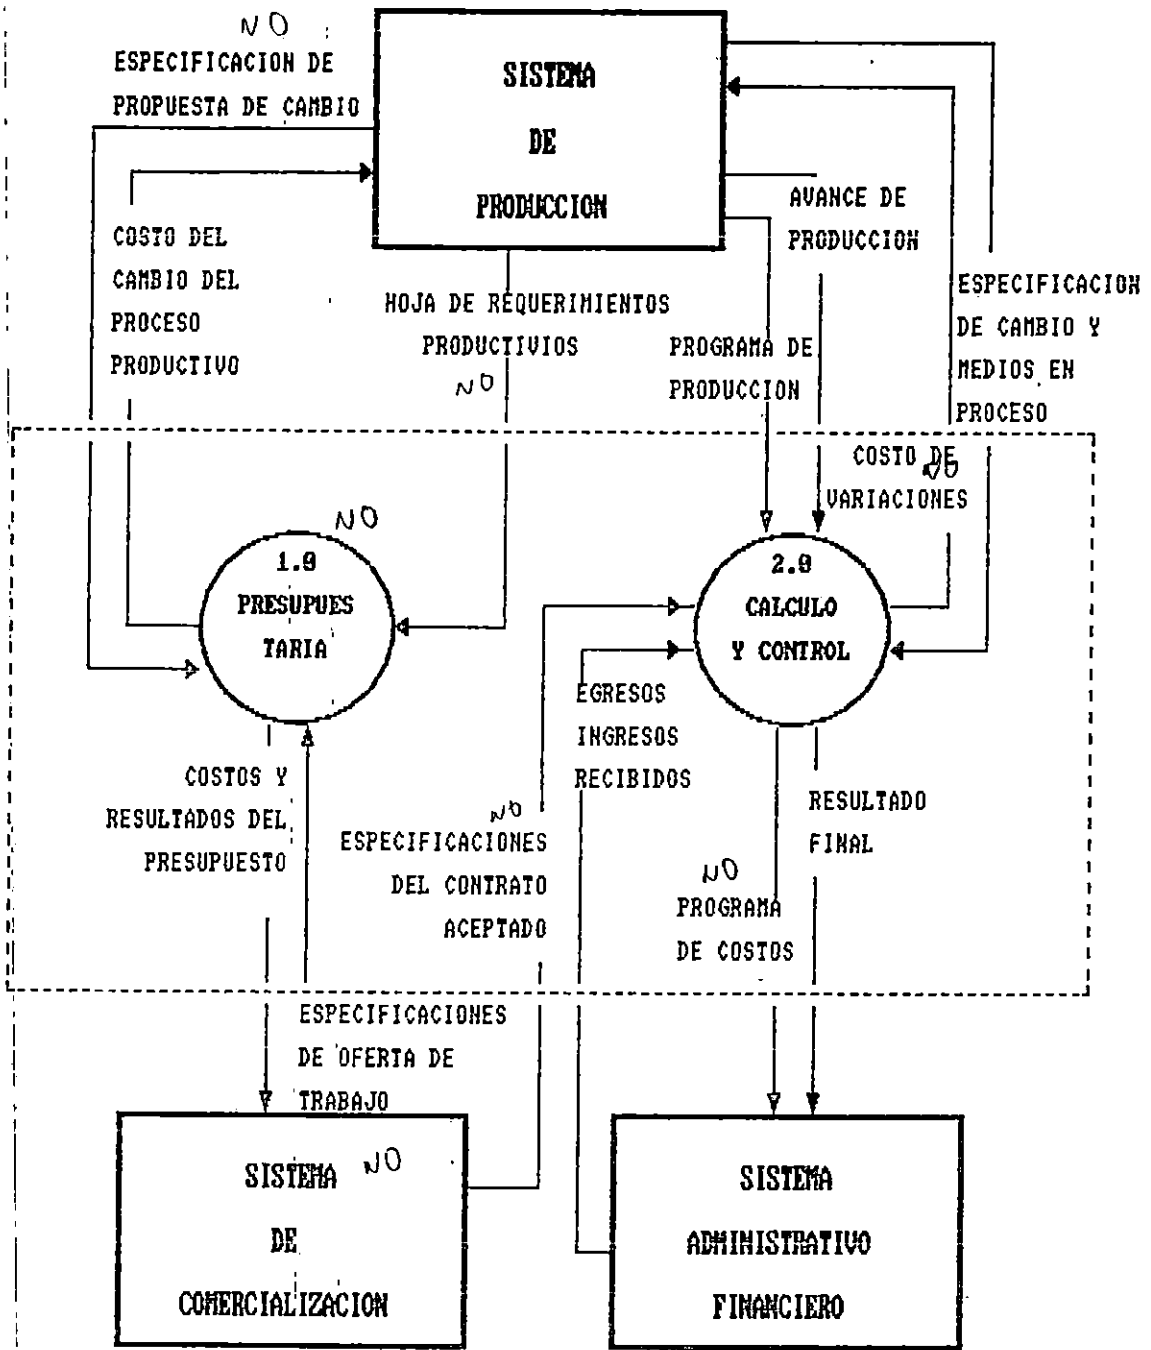 NO
ESPECIFICACION DE
PROPUESTA DE CAMBIO
SISTEMA
DE
PRODUCCION
AVANCE DE
PRODUCCION
COSTO DEL
CAMBIO DEL
PROCESO
PRODUCTIVO
HOJA DE REQUERIMIENTOS
PRODUCTIVIOS
NO
PROGRAMA DE
PRODUCCION
ESPECIFICACION
DE CAMBIO Y
MEDIOS EN
PROCESO
COSTO DE
NO
VARIACIONES
NO
1.0
PRESUPUES
TARIA
2.0
CALCULO
Y CONTROL
EGRESOS
INGRESOS
RECIBIDOS
COSTOS Y
RESULTADOS DEL
PRESUPUESTO
NO
ESPECIFICACIONES
DEL CONTRATO
ACEPTADO
RESULTADO
FINAL
NO
PROGRAMA
DE COSTOS
ESPECIFICACIONES
DE OFERTA DE
TRABAJO
SISTEMA NO
DE
COMERCIALIZACION
SISTEMA
ADMINISTRATIVO
FINANCIERO